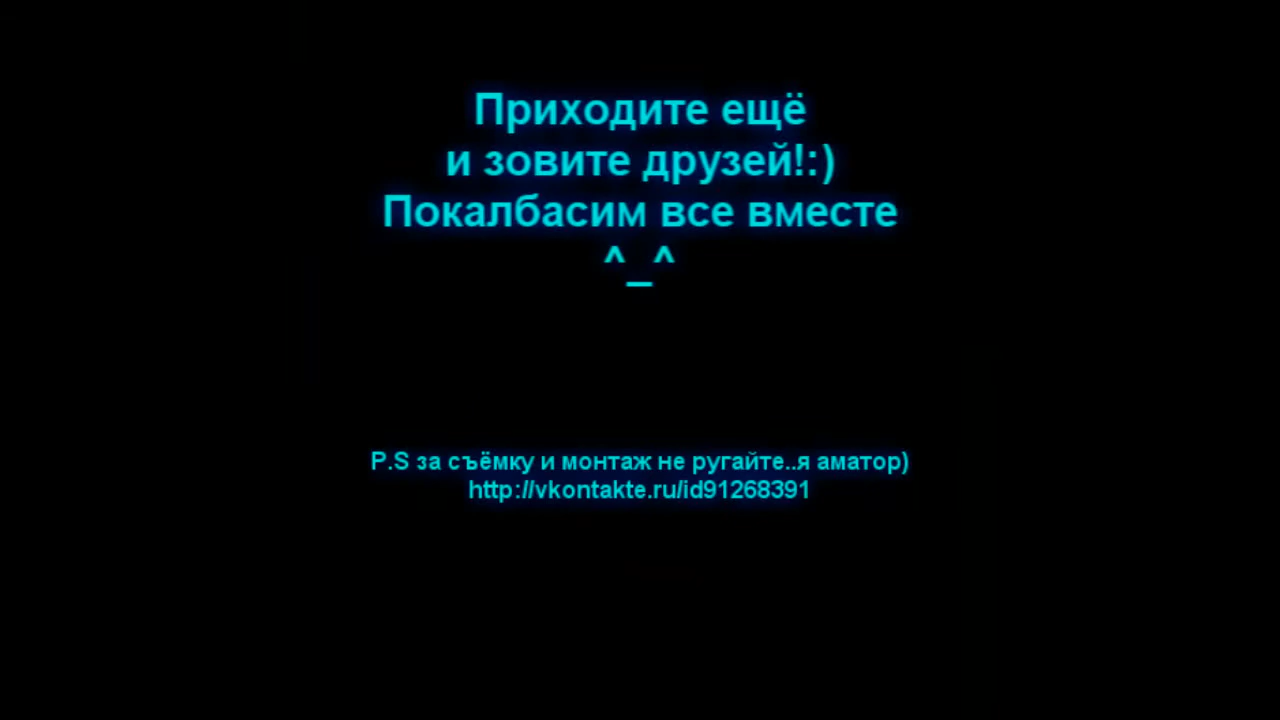 Приходите ещё
и зовите друзей!:)
Покалбасим все вместе
^_^
P.S за съёмку и монтаж не ругайте..я аматор)
http://vkontakte.ru/id91268391